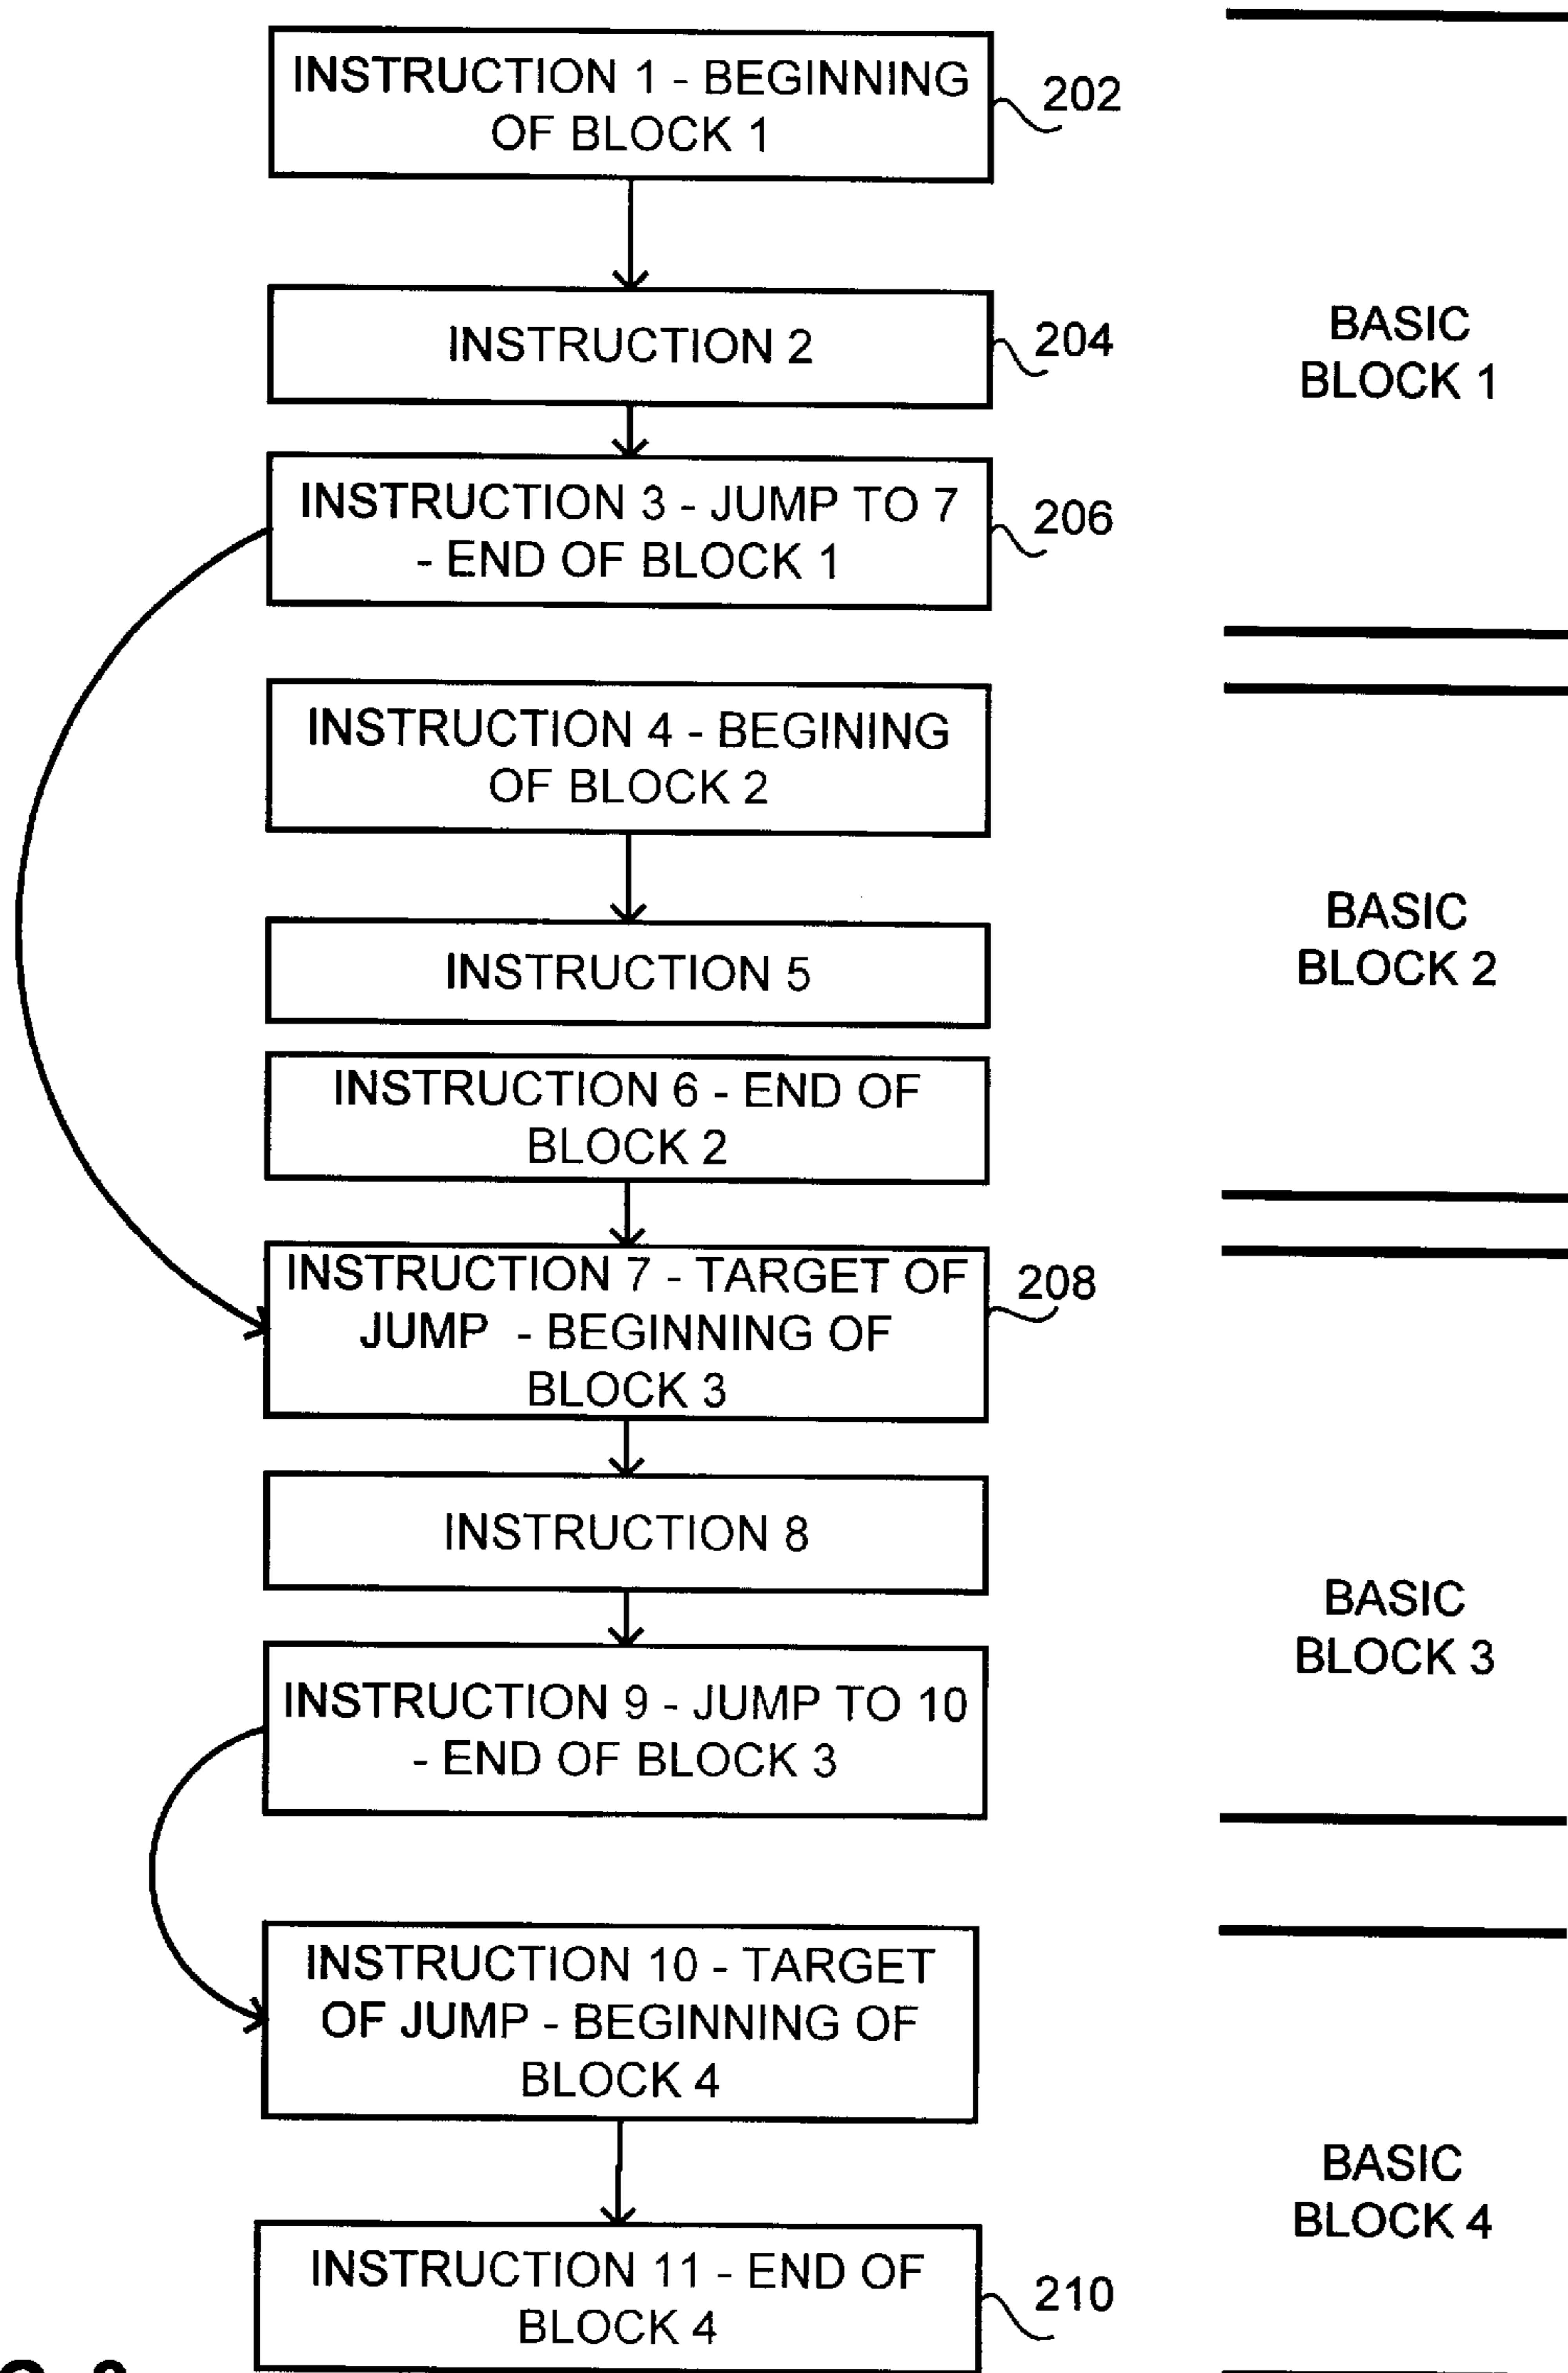 INSTRUCTION 1 - BEGINNING
OF BLOCK 1
202
INSTRUCTION 2
204
BASIC
BLOCK 1
INSTRUCTION 3 - JUMP TO 7
- END OF BLOCK 1
206
INSTRUCTION 4 - BEGINING
OF BLOCK 2
INSTRUCTION 5
BASIC
BLOCK 2
INSTRUCTION 6 - END OF
BLOCK 2
INSTRUCTION 7 - TARGET OF
JUMP - BEGINNING OF
BLOCK 3
208
INSTRUCTION 8
BASIC
BLOCK 3
INSTRUCTION 9 - JUMP TO 10
- END OF BLOCK 3
INSTRUCTION 10 - TARGET
OF JUMP - BEGINNING OF
BLOCK 4
BASIC
BLOCK 4
INSTRUCTION 11 - END OF
BLOCK 4
210